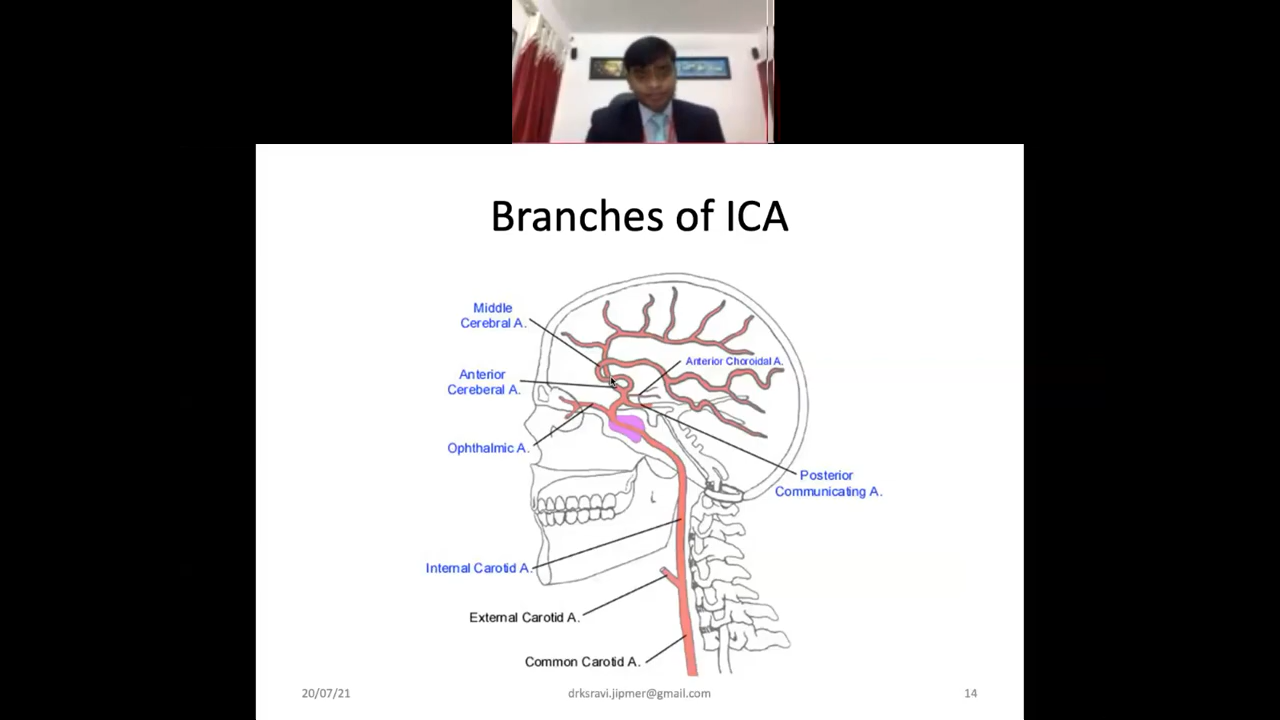 Branches of ICA
Middle
Cerebral A.
Anterior Choroidal A.
Anterior
Cereberal A.
Ophthalmic A.
Posterior
Communicating A.
Internal Carotid A.
External Carotid A.
Common Carotid A.
20/07/21
drksravi.jipmer@gmail.com
14